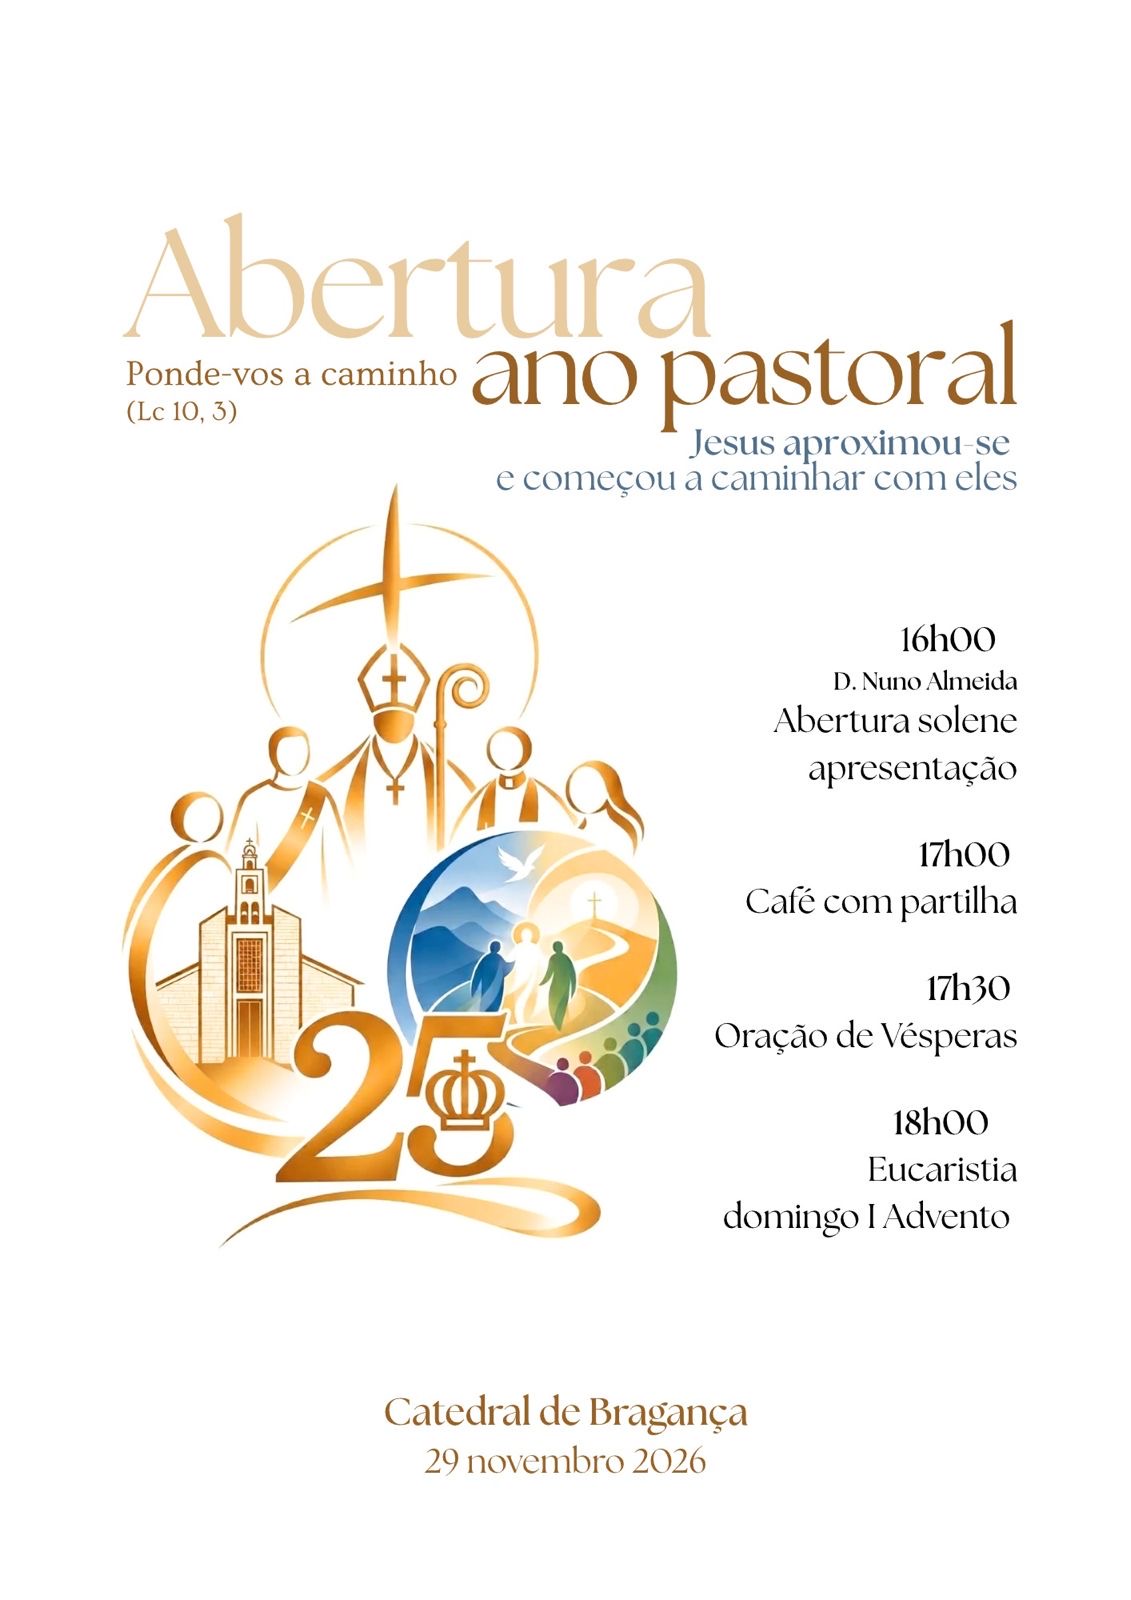 Abertura
ano pastoral
Ponde-vos a caminho
(Lc 10, 3)
Jesus aproximou-se
e começou a caminhar com eles
16h00
D. Nuno Almeida
Abertura solene
apresentação
17h00
Café com partilha
17h30
Oração de Vésperas
18h00
Eucaristia
domingo I Advento
25
Catedral de Bragança
29 novembro 2026